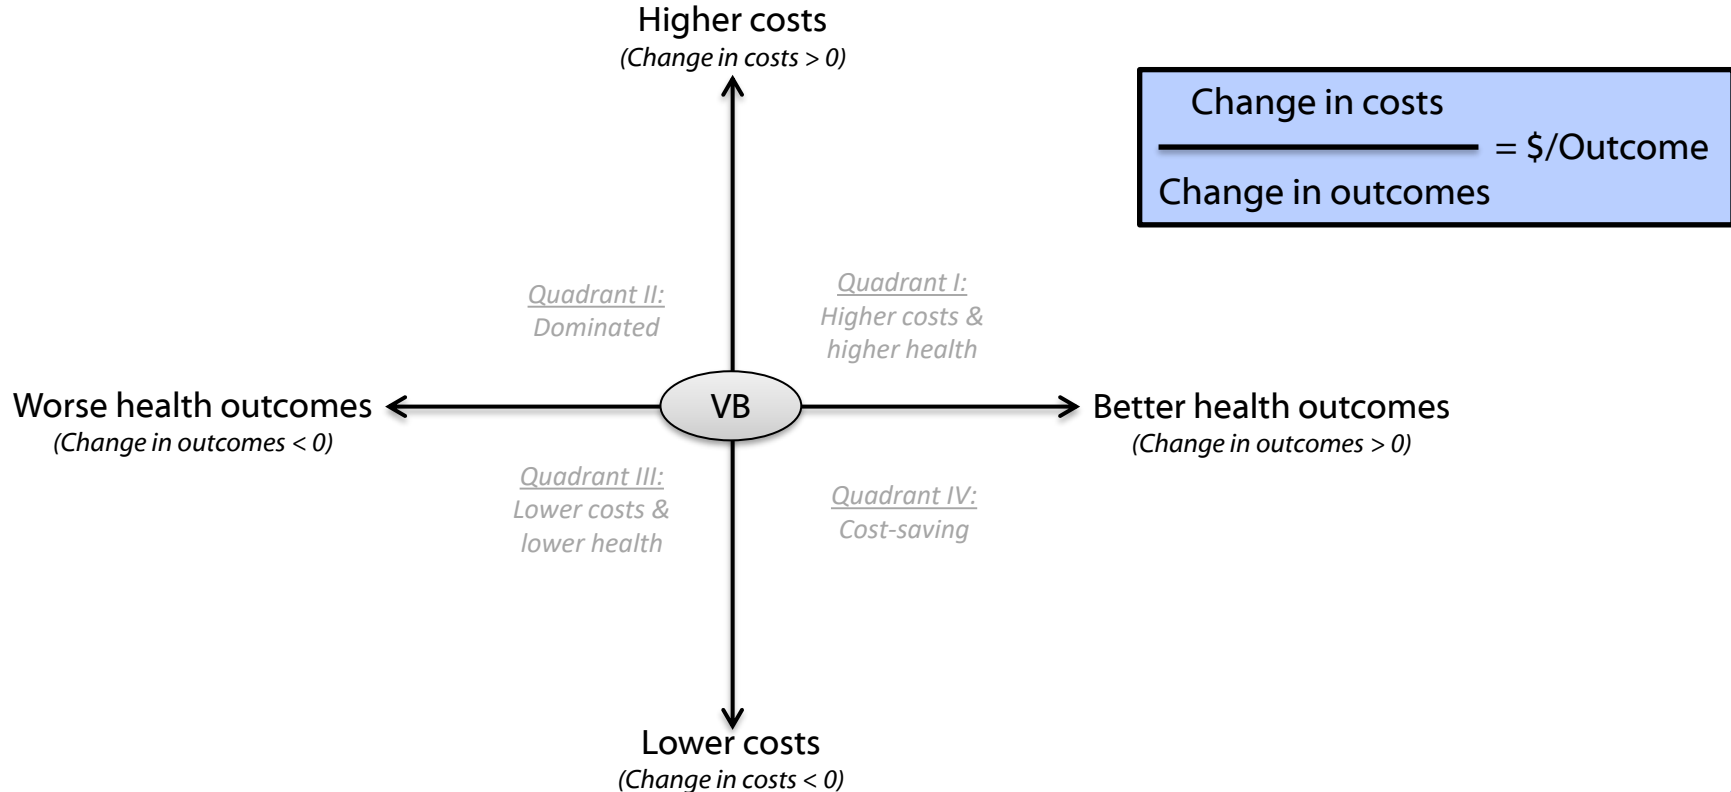 Higher costs
(Change in costs > 0)
Change in costs
= $/Outcome
Change in outcomes
Quadrant II:
Dominated
Quadrant I:
Higher costs &
higher health
Worse health outcomes
(Change in outcomes < 0)
VB
Better health outcomes
(Change in outcomes > 0)
Quadrant III:
Lower costs &
lower health
Quadrant IV:
Cost-saving
Lower costs
(Change in costs < 0)